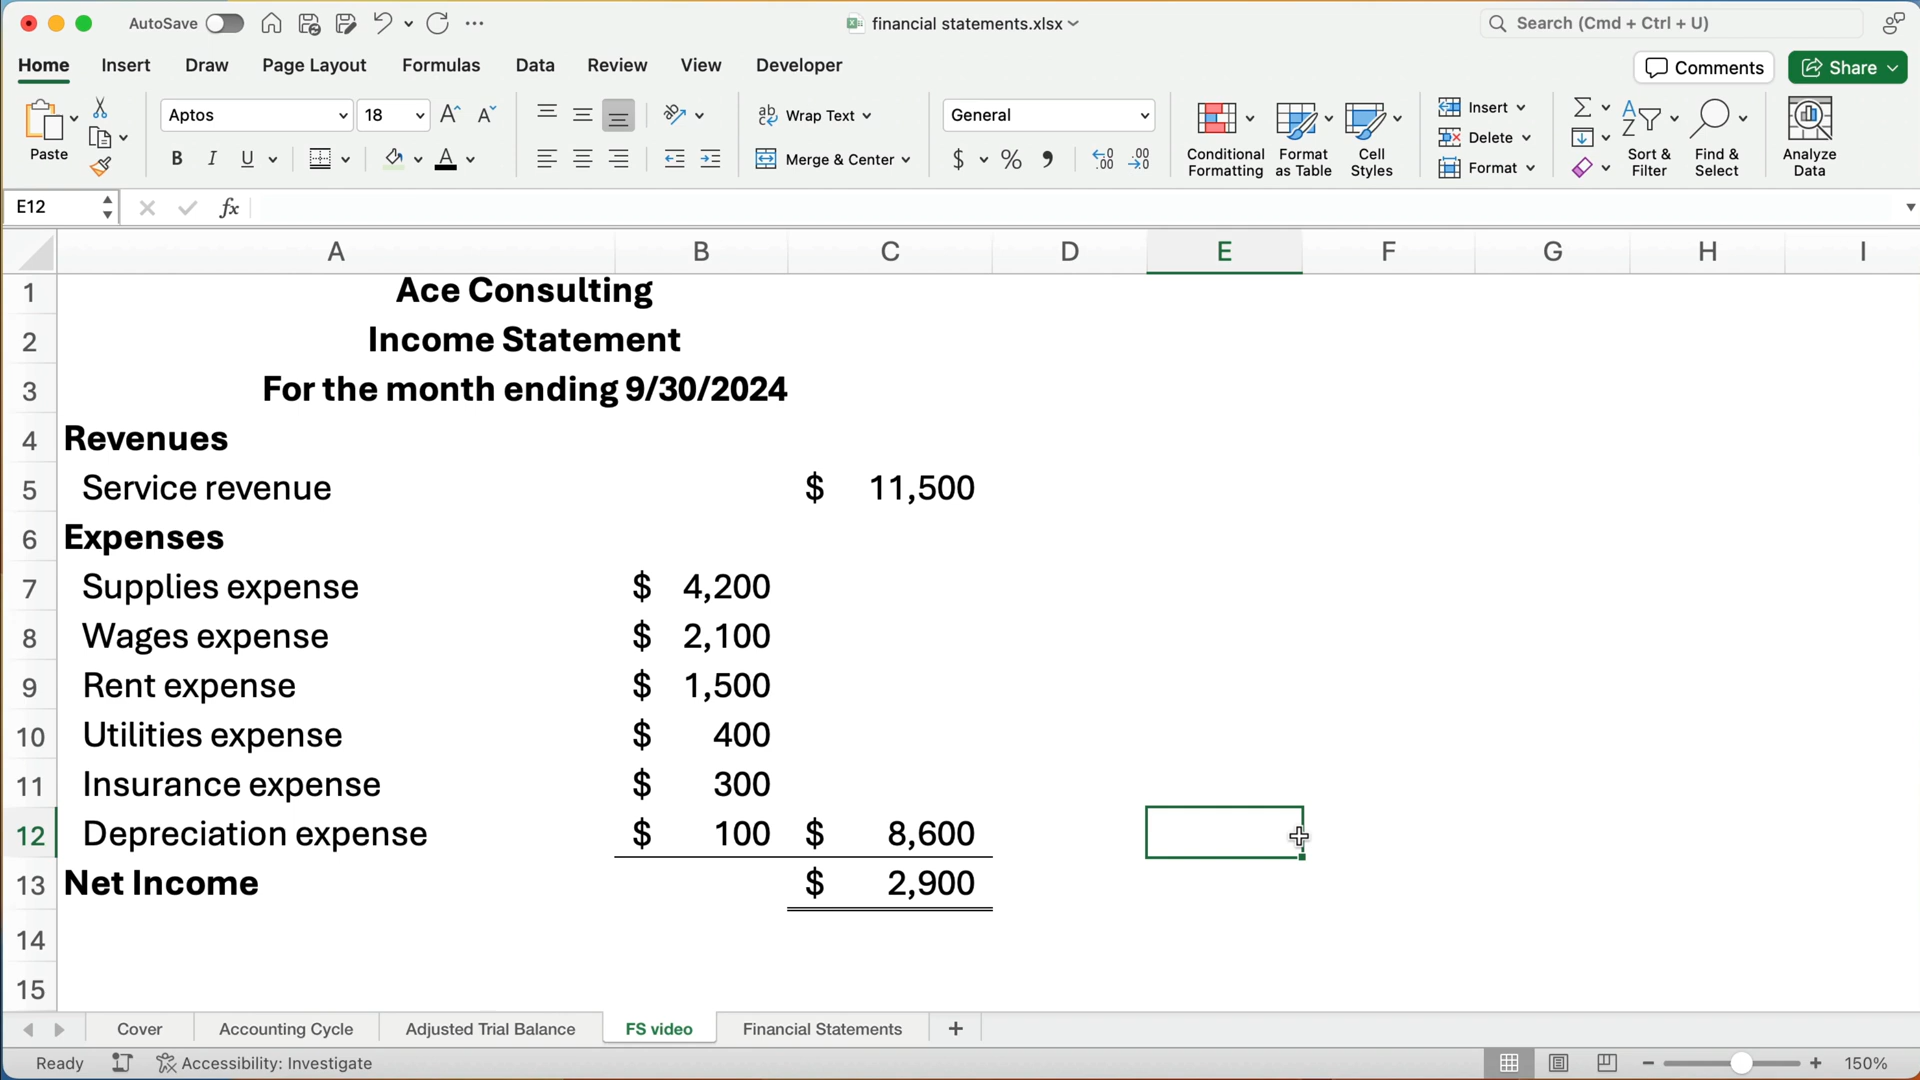 AutoSave
financial statements.xlsx
Search (Cmd + Ctrl + U)
Home Insert Draw Page Layout Formulas Data Review View Developer
Comments Share
Paste
Aptos 18
B I U A
Wrap Text
Merge & Center
General
$ %
Conditional Formatting
Format as Table
Cell Styles
Insert
Delete
Format
Sort & Filter
Find & Select
Analyze Data
E12 fx
A B C D E F G H I
1 Ace Consulting
2 Income Statement
3 For the month ending 9/30/2024
4 Revenues
5 Service revenue $ 11,500
6 Expenses
7 Supplies expense $ 4,200
8 Wages expense $ 2,100
9 Rent expense $ 1,500
10 Utilities expense $ 400
11 Insurance expense $ 300
12 Depreciation expense $ 100 $ 8,600
13 Net Income $ 2,900
14
15
Cover Accounting Cycle Adjusted Trial Balance FS video Financial Statements +
Ready Accessibility: Investigate 150%